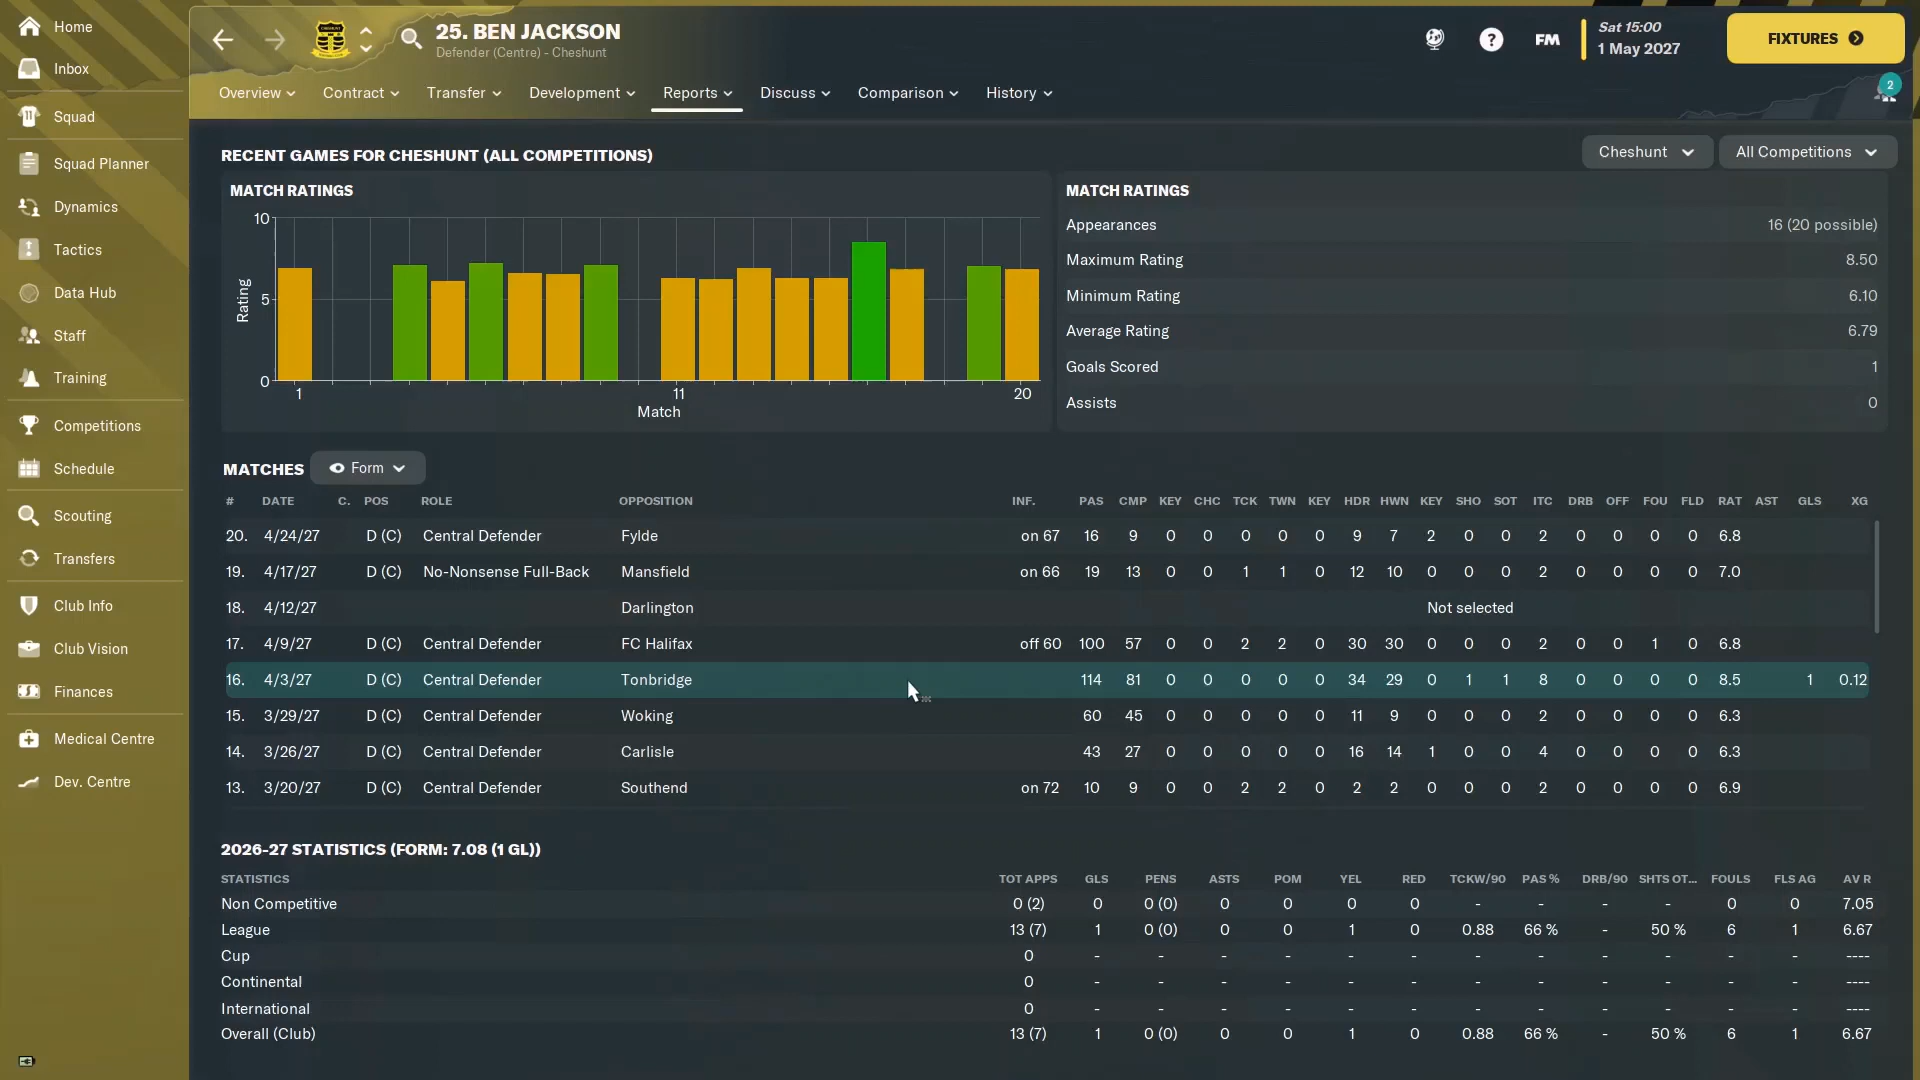 Home
Inbox
Squad
Squad Planner
Dynamics
Tactics
Data Hub
Staff
Training
Competitions
Schedule
Scouting
Transfers
Club Info
Club Vision
Finances
Medical Centre
Dev. Centre
25. BEN JACKSON
Defender (Centre) - Cheshunt
FM
Sat 15:00
1 May 2027
FIXTURES
2
Overview Contract Transfer Development Reports Discuss Comparison History
RECENT GAMES FOR CHESHUNT (ALL COMPETITIONS)
Cheshunt All Competitions
MATCH RATINGS
10
5
0
Rating
1 11 20
Match
MATCH RATINGS
Appearances 16 (20 possible)
Maximum Rating 8.50
Minimum Rating 6.10
Average Rating 6.79
Goals Scored 1
Assists 0
MATCHES Form
# DATE C. POS ROLE OPPOSITION INF. PAS CMP KEY CHC TCK TWN KEY HDR HWN KEY SHO SOT ITC DRB OFF FOU FLD RAT AST GLS XG
20. 4/24/27 D (C) Central Defender Fylde on 67 16 9 0 0 0 0 0 9 7 2 0 0 2 0 0 0 0 6.8
19. 4/17/27 D (C) No-Nonsense Full-Back Mansfield on 66 19 13 0 0 1 1 0 12 10 0 0 0 2 0 0 0 0 7.0
18. 4/12/27 Darlington Not selected
17. 4/9/27 D (C) Central Defender FC Halifax off 60 100 57 0 0 2 2 0 30 30 0 0 0 2 0 0 1 0 6.8
16. 4/3/27 D (C) Central Defender Tonbridge 114 81 0 0 0 0 0 34 29 0 1 1 8 0 0 0 0 8.5 1 0.12
15. 3/29/27 D (C) Central Defender Woking 60 45 0 0 0 0 0 11 9 0 0 0 2 0 0 0 0 6.3
14. 3/26/27 D (C) Central Defender Carlisle 43 27 0 0 0 0 0 16 14 1 0 0 4 0 0 0 0 6.3
13. 3/20/27 D (C) Central Defender Southend on 72 10 9 0 0 2 2 0 2 2 0 0 0 2 0 0 0 0 6.9
2026-27 STATISTICS (FORM: 7.08 (1 GL))
STATISTICS TOT APPS GLS PENS ASTS POM YEL RED TCKW/90 PAS % DRB/90 SHTS OT... FOULS FLS AG AV R
Non Competitive 0 (2) 0 0 (0) 0 0 0 0 - - - - 0 0 7.05
League 13 (7) 1 0 (0) 0 0 1 0 0.88 66 % - 50 % 6 1 6.67
Cup 0 - - - - - - - - - - - - ----
Continental 0 - - - - - - - - - - - - ----
International 0 - - - - - - - - - - - - ----
Overall (Club) 13 (7) 1 0 (0) 0 0 1 0 0.88 66 % - 50 % 6 1 6.67